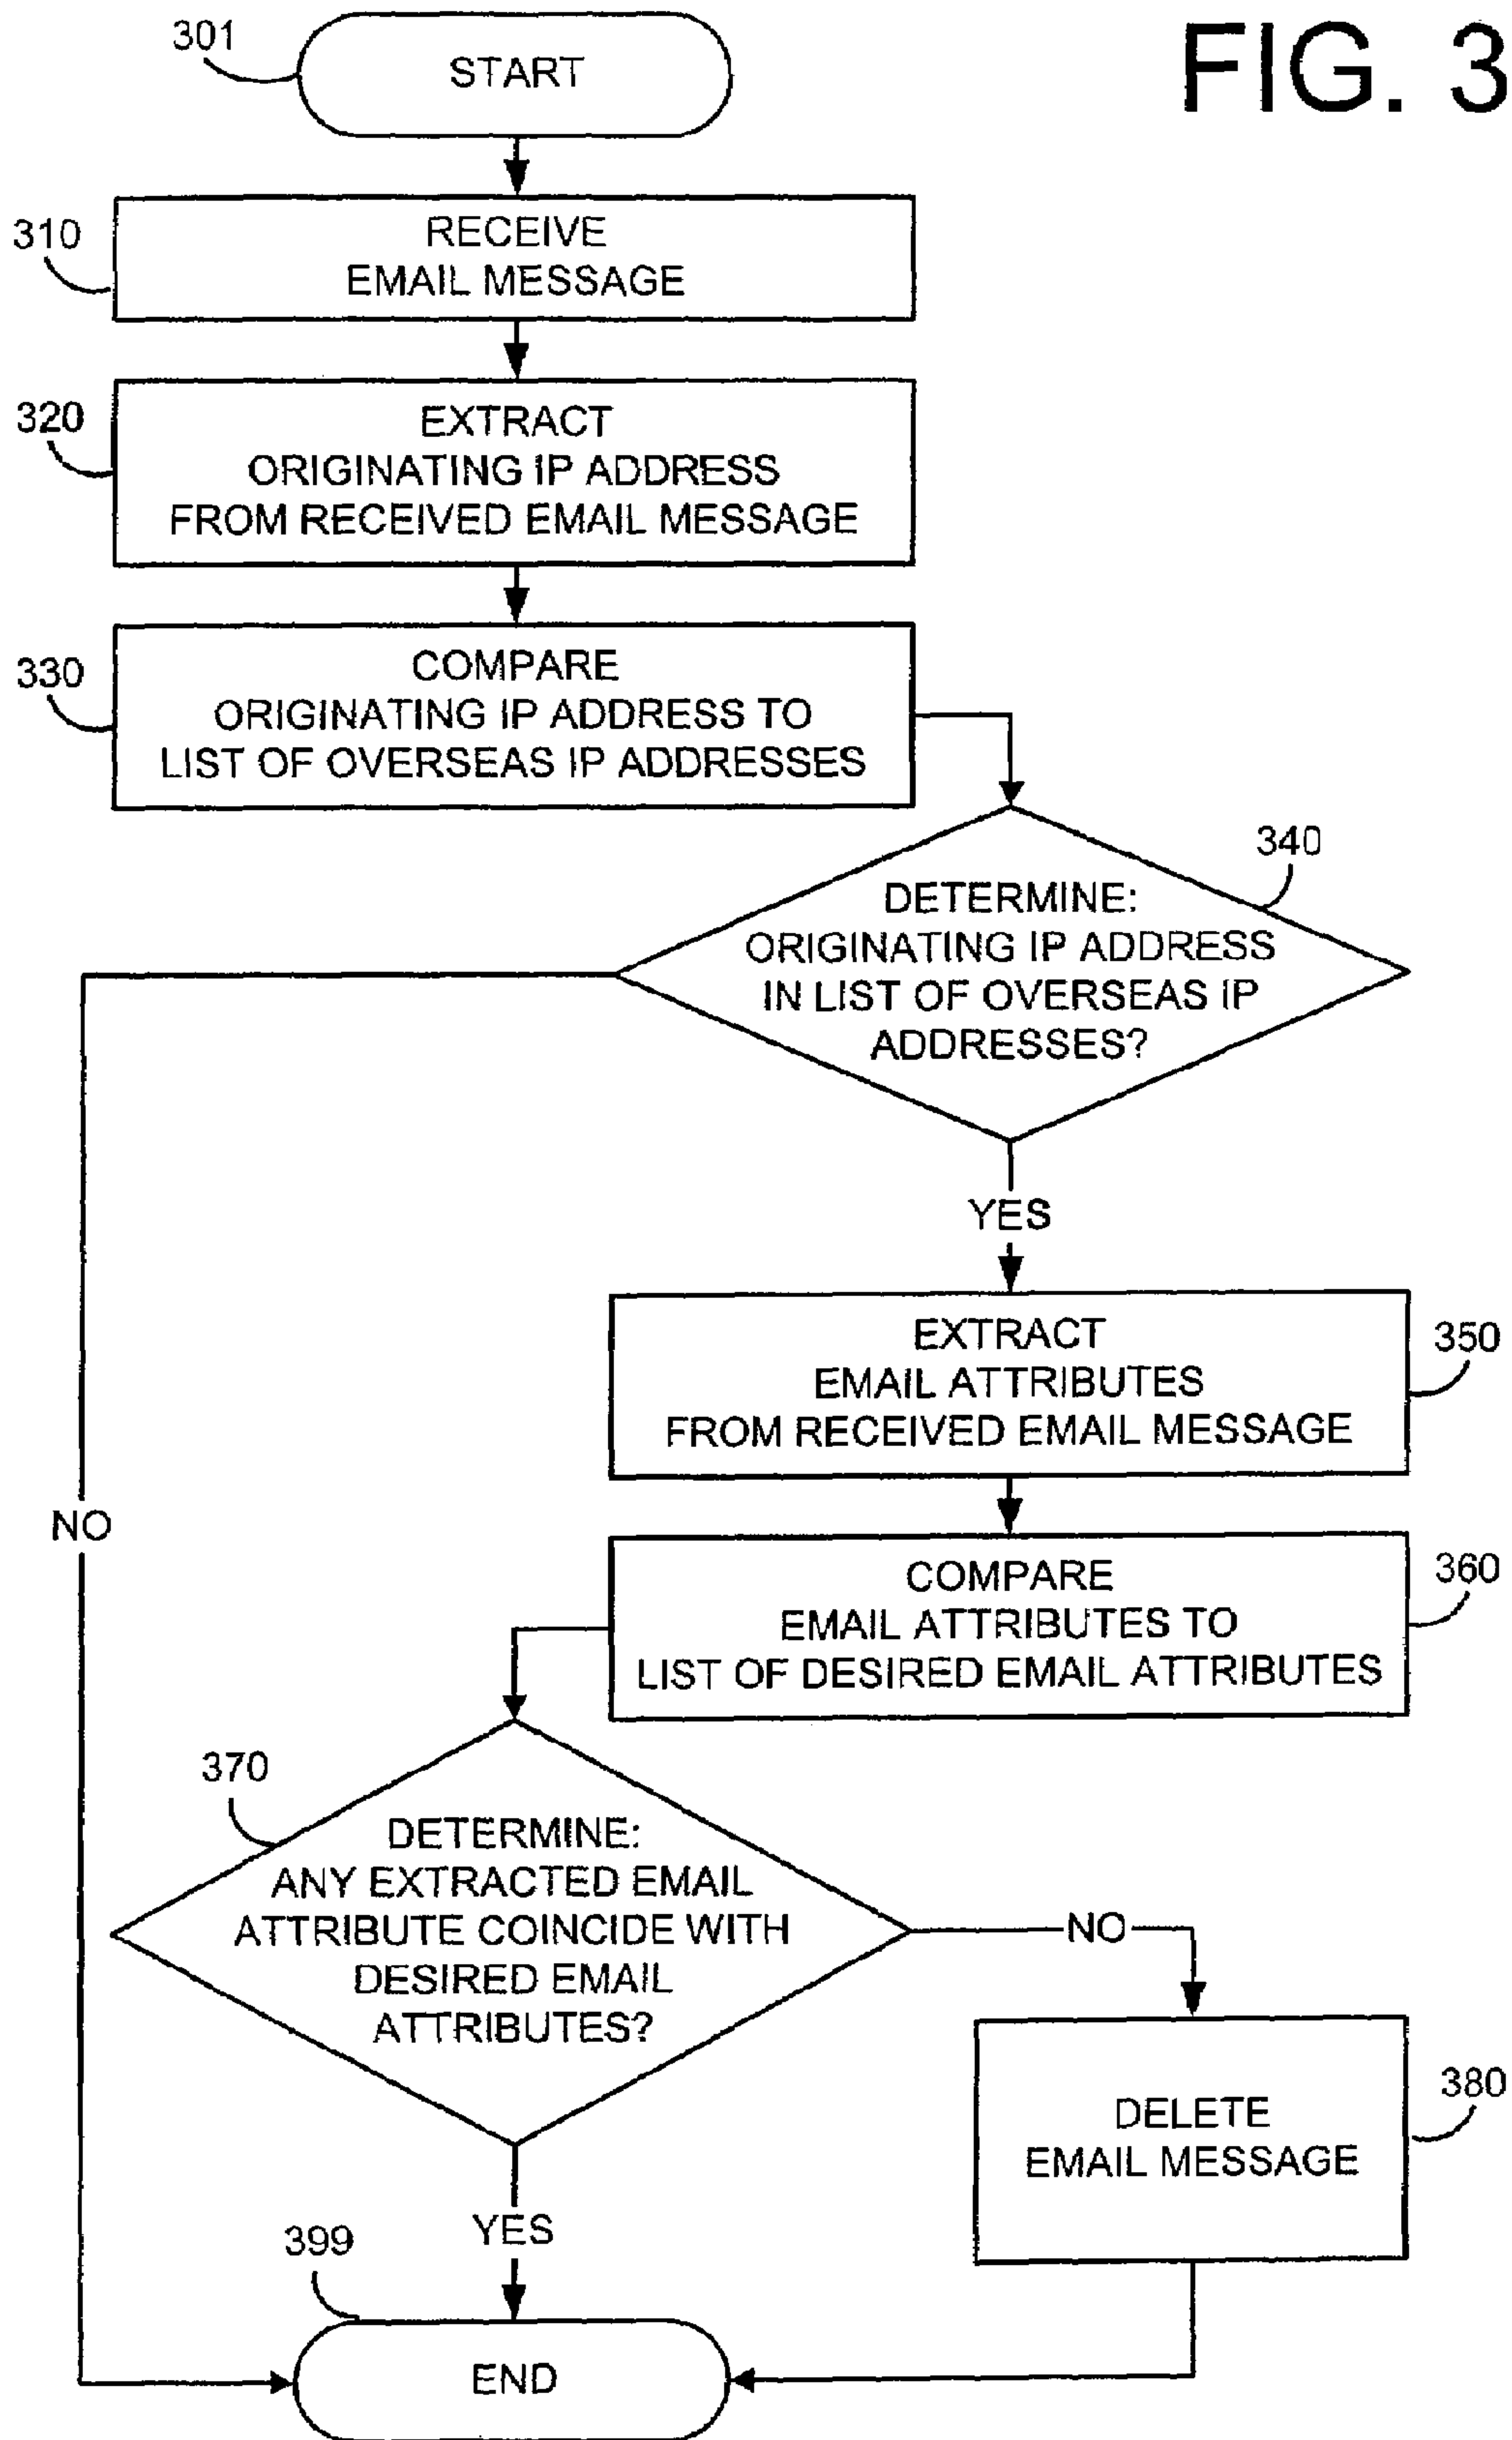 FIG. 3
301
START
310
RECEIVE
EMAIL MESSAGE
320
EXTRACT
ORIGINATING IP ADDRESS
FROM RECEIVED EMAIL MESSAGE
330
COMPARE
ORIGINATING IP ADDRESS TO
LIST OF OVERSEAS IP ADDRESSES
340
DETERMINE:
ORIGINATING IP ADDRESS
IN LIST OF OVERSEAS IP
ADDRESSES?
YES
350
EXTRACT
EMAIL ATTRIBUTES
FROM RECEIVED EMAIL MESSAGE
NO
360
COMPARE
EMAIL ATTRIBUTES TO
LIST OF DESIRED EMAIL ATTRIBUTES
370
DETERMINE:
ANY EXTRACTED EMAIL
ATTRIBUTE COINCIDE WITH
DESIRED EMAIL
ATTRIBUTES?
NO
380
DELETE
EMAIL MESSAGE
YES
399
END